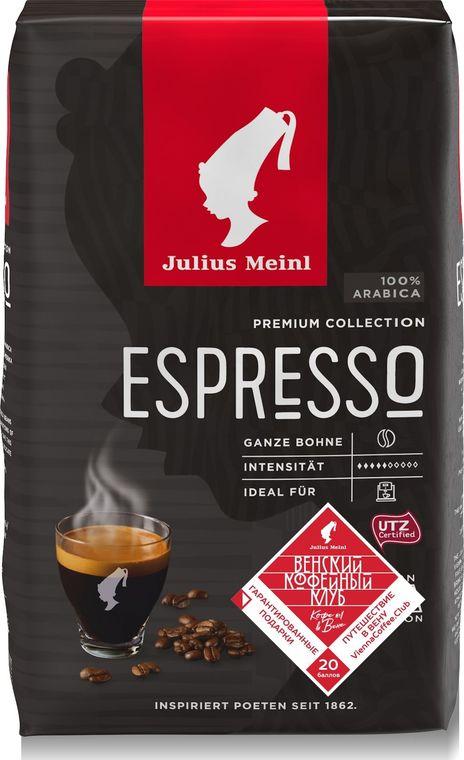 Julius Meinl
100%
ARABICA
PREMIUM COLLECTION
ESPRESSO
GANZE BOHNE
INTENSITÄT
IDEAL FÜR
UTZ
Certified
Julius Meinl
ВЕНСКИЙ
КОФЕЙНЫЙ
КЛУБ
ГАРАНТИРОВАННЫЕ
ПОДАРКИ
ПУТЕШЕСТВИЕ
В ВЕНУ
ViennaCoffee.Club
20
баллов
INSPIRIERT POETEN SEIT 1862.